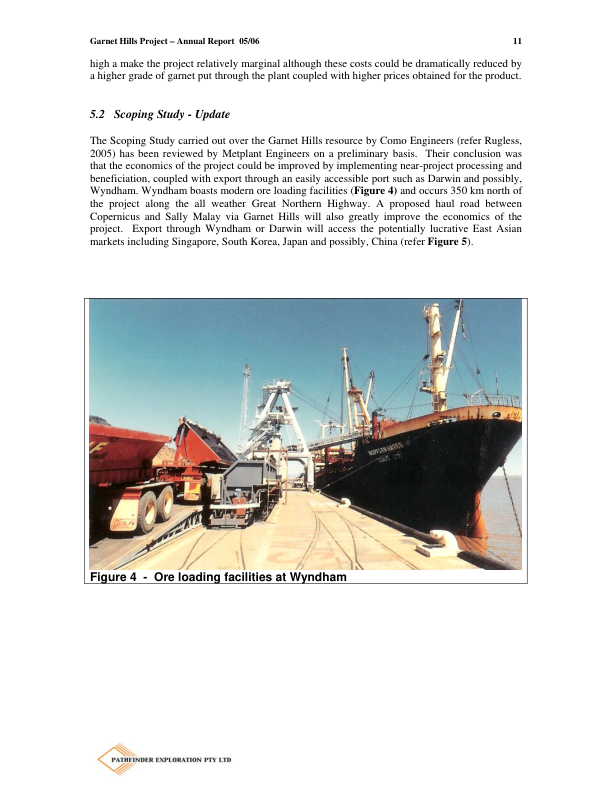 Garnet Hills Project – Annual Report  05/06    11
high a make the project relatively marginal although these costs could be dramatically reduced by
a higher grade of garnet put through the plant coupled with higher prices obtained for the product.
5.2   Scoping Study - Update
The Scoping Study carried out over the Garnet Hills resource by Como Engineers (refer Rugless,
2005) has been reviewed by Metplant Engineers on a preliminary basis.  Their conclusion was
that the economics of the project could be improved by implementing near-project processing and
beneficiation, coupled with export through an easily accessible port such as Darwin and possibly,
Wyndham. Wyndham boasts modern ore loading facilities (Figure 4) and occurs 350 km north of
the project along the all weather Great Northern Highway. A proposed haul road between
Copernicus and Sally Malay via Garnet Hills will also greatly improve the economics of the
project.  Export through Wyndham or Darwin will access the potentially lucrative East Asian
markets including Singapore, South Korea, Japan and possibly, China (refer Figure 5).
Figure 4  -  Ore loading facilities at Wyndham
PATHFINDER EXPLORATION PTY LTD